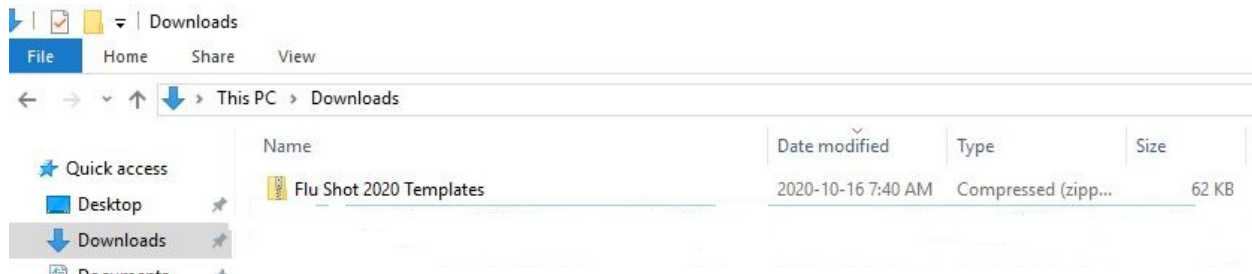 Downloads
File Home Share View
This PC > Downloads
Name Date modified Type Size
Quick access
Flu Shot 2020 Templates 2020-10-16 7:40 AM Compressed (zipp... 62 KB
Desktop
Downloads
Documents